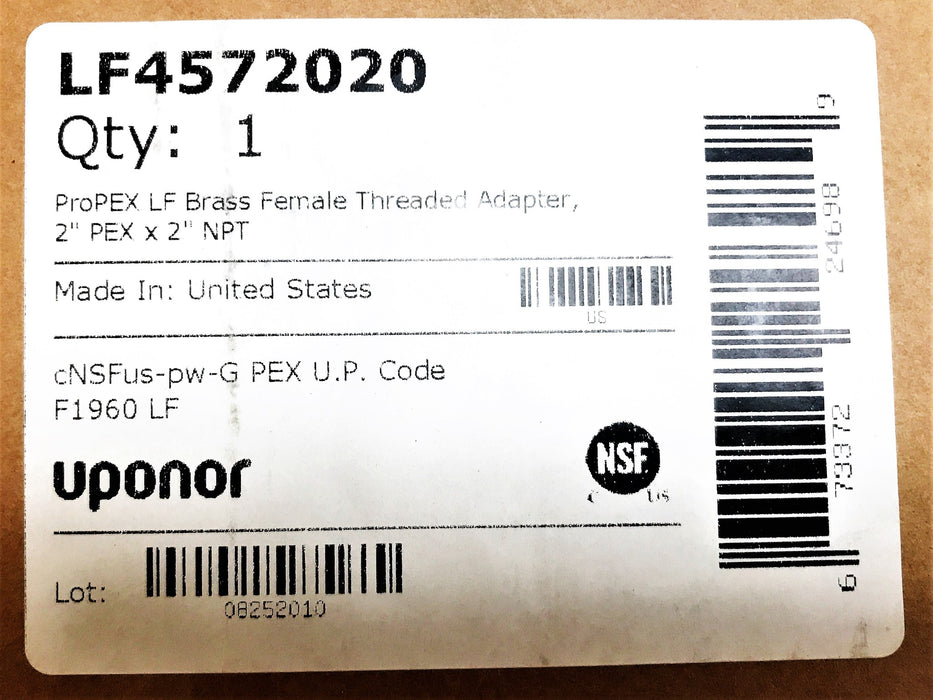 LF4572020
Qty: 1
ProPEX LF Brass Female Threaded Adapter,
2" PEX x 2" NPT
Made In: United States
US
cNSFus-pw-G PEX U.P. Code
F1960 LF
uponor
NSF
C US
Lot:
08252010
6 73372 24698 9